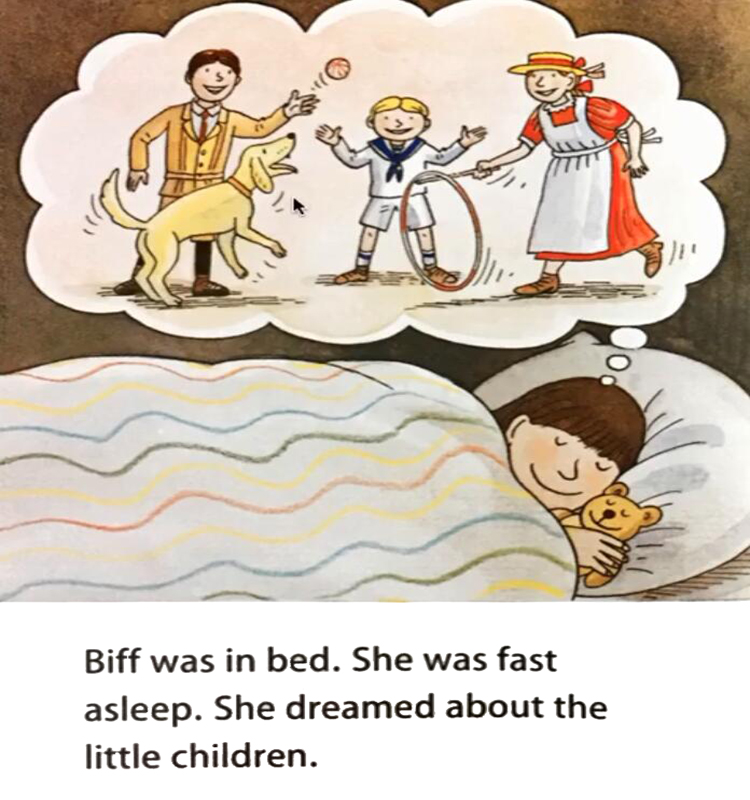 Biff was in bed. She was fast
asleep. She dreamed about the
little children.